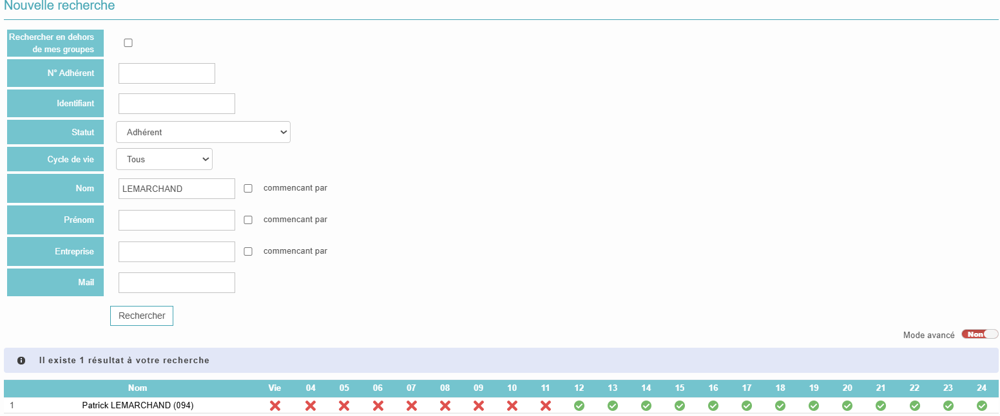 Nouvelle recherche
Rechercher en dehors
de mes groupes
N° Adhérent
Identifiant
Statut Adhérent
Cycle de vie Tous
Nom LEMARCHAND commencant par
Prénom commencant par
Entreprise commencant par
Mail
Rechercher
Mode avancé Non
Il existe 1 résultat à votre recherche
Nom Vie 04 05 06 07 08 09 10 11 12 13 14 15 16 17 18 19 20 21 22 23 24
1 Patrick LEMARCHAND (094)